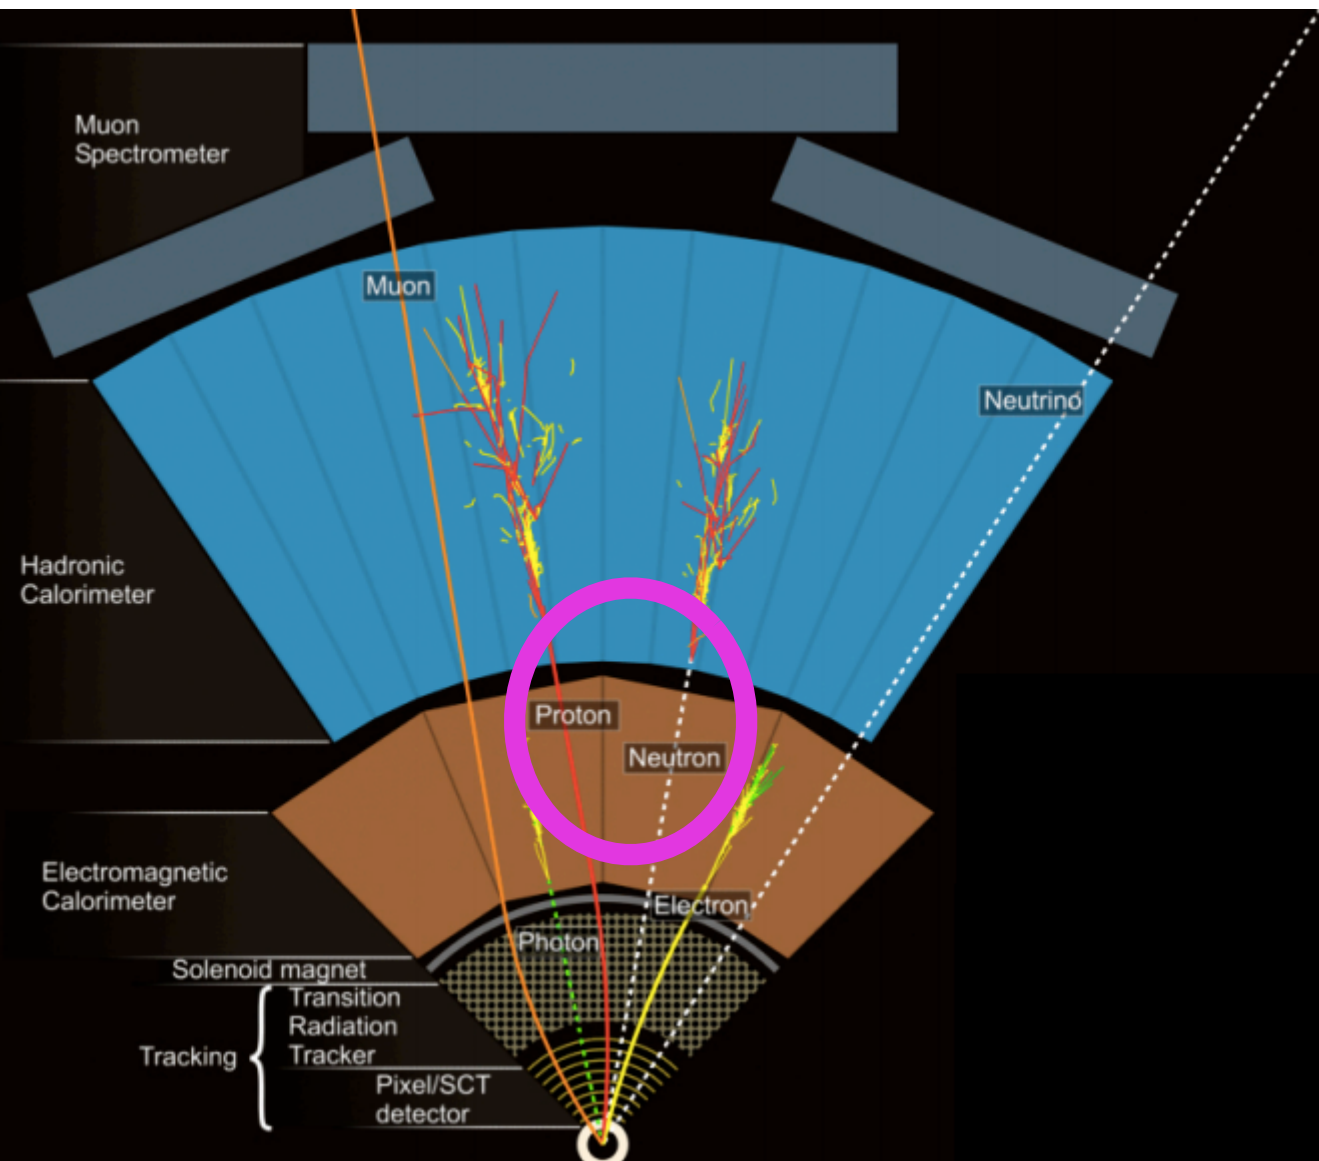 Muon
Spectrometer
Muon
Neutrino
Hadronic
Calorimeter
Proton
Neutron
Electromagnetic
Calorimeter
Electron
Photon
Solenoid magnet
Transition
Radiation
Tracker
Tracking
Pixel/SCT
detector